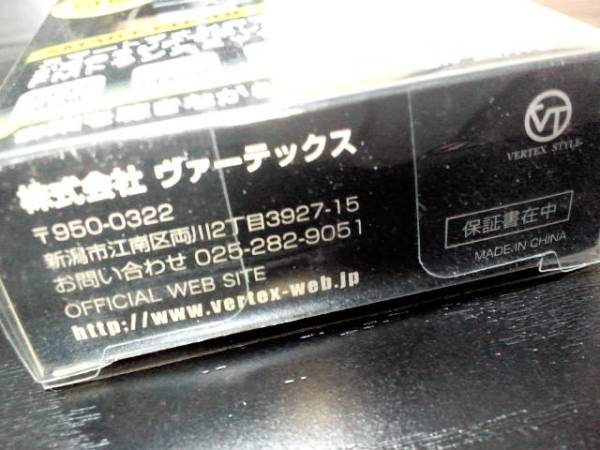 株式会社 ヴァーテックス
〒950-0322
新潟市江南区両川2丁目3927-15
お問い合わせ 025-282-9051
OFFICIAL WEB SITE
http://www.vertex-web.jp
VT
VERTEX STYLE
保証書在中
MADE IN CHINA